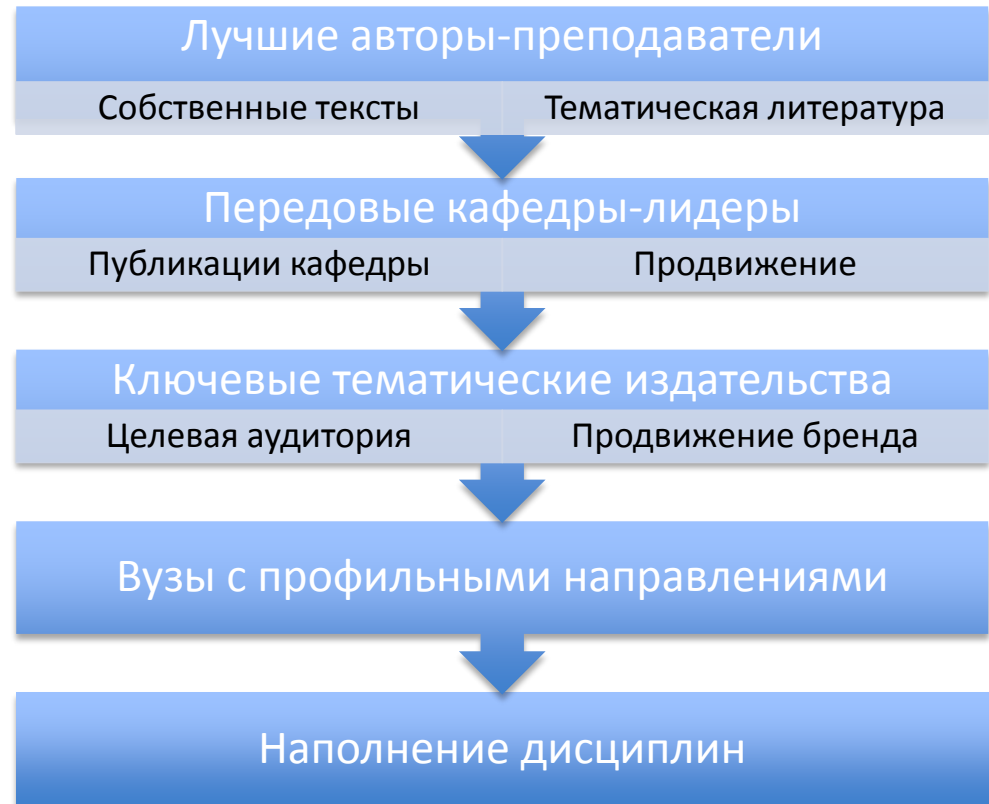 Лучшие авторы-преподаватели
Собственные тексты Тематическая литература
Передовые кафедры-лидеры
Публикации кафедры Продвижение
Ключевые тематические издательства
Целевая аудитория Продвижение бренда
Вузы с профильными направлениями
Наполнение дисциплин